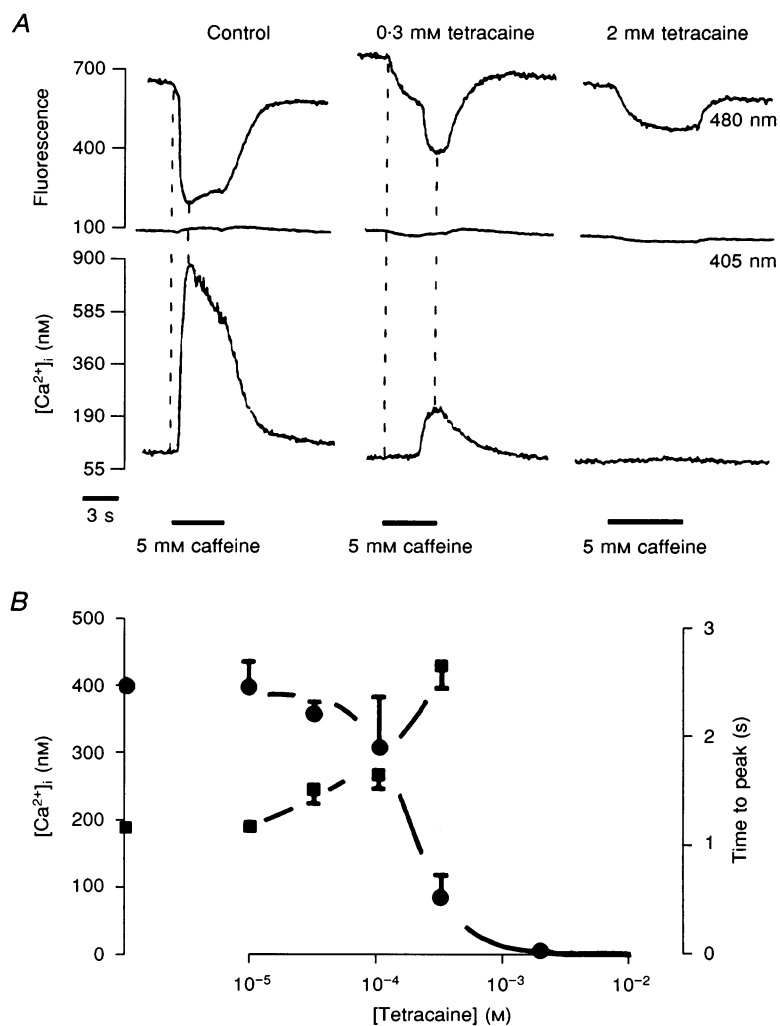 A
Control
0·3 mM tetracaine
2 mM tetracaine
700
400
100
Fluorescence
480 nm
405 nm
900
585
360
190
55
[Ca²⁺]ᵢ (nM)
3 s
5 mM caffeine
5 mM caffeine
5 mM caffeine
B
500
400
300
200
100
0
[Ca²⁺]ᵢ (nM)
3
2
1
0
Time to peak (s)
10⁻⁵
10⁻⁴
10⁻³
10⁻²
[Tetracaine] (M)